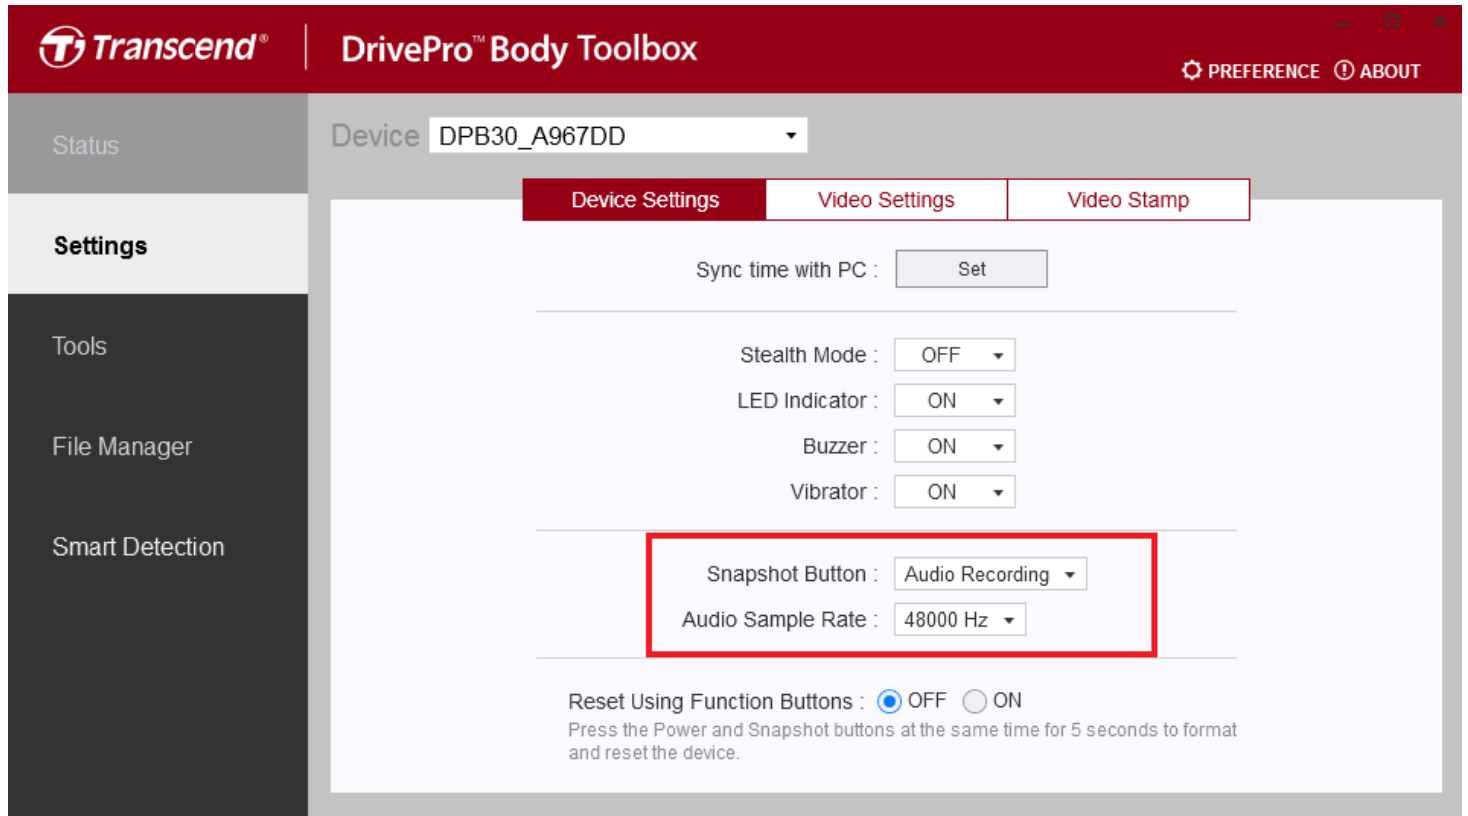 Transcend® DrivePro™ Body Toolbox
PREFERENCE ABOUT
Status
Settings
Tools
File Manager
Smart Detection
Device DPB30_A967DD
Device Settings Video Settings Video Stamp
Sync time with PC : Set
Stealth Mode : OFF
LED Indicator : ON
Buzzer : ON
Vibrator : ON
Snapshot Button : Audio Recording
Audio Sample Rate : 48000 Hz
Reset Using Function Buttons : OFF ON
Press the Power and Snapshot buttons at the same time for 5 seconds to format
and reset the device.